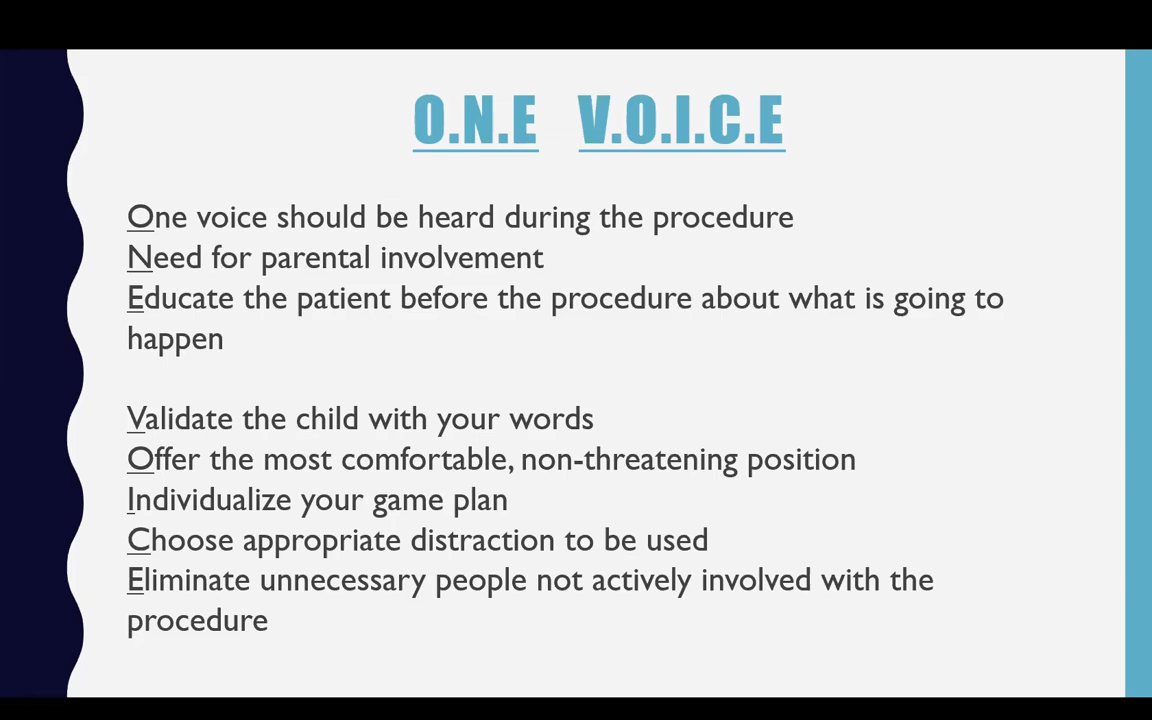 O.N.E V.O.I.C.E
One voice should be heard during the procedure
Need for parental involvement
Educate the patient before the procedure about what is going to
happen
Validate the child with your words
Offer the most comfortable, non-threatening position
Individualize your game plan
Choose appropriate distraction to be used
Eliminate unnecessary people not actively involved with the
procedure